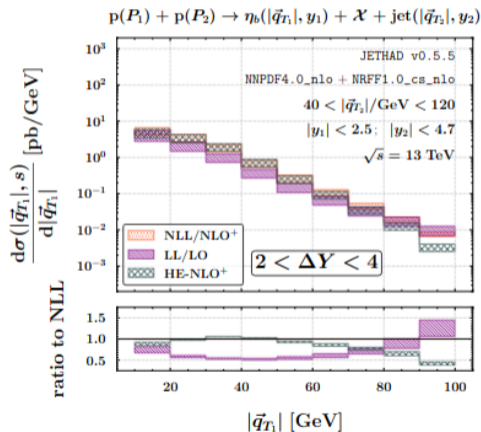 p(P₁) + p(P₂) → η_b(|q⃗_T₁|, y₁) + 𝒳 + jet(|q⃗_T₂|, y₂)
dσ(|q⃗_T₁|, s) / d|q⃗_T₁| [pb/GeV]
10³
10²
10¹
10⁰
10⁻¹
10⁻²
10⁻³
JETHAD v0.5.5
NNPDF4.0_nlo + NRFF1.0_cs_nlo
40 < |q⃗_T₂|/GeV < 120
|y₁| < 2.5; |y₂| < 4.7
√s = 13 TeV
NLL/NLO⁺
LL/LO
HE-NLO⁺
2 < ΔY < 4
ratio to NLL
1.5
1.0
0.5
20 40 60 80 100
|q⃗_T₁| [GeV]